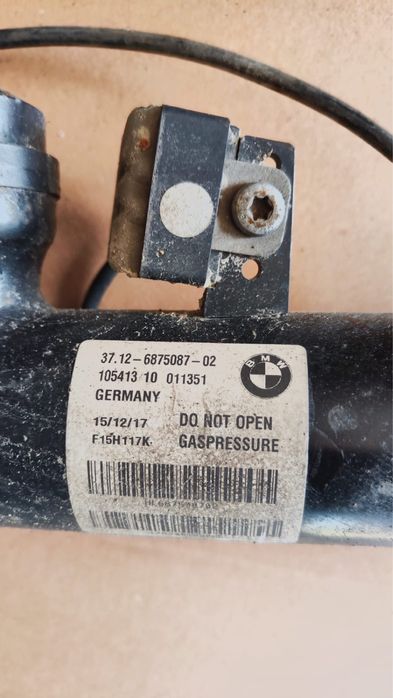 37.12-6875087-02
105413 10 011351
GERMANY
BMW
15/12/17 DO NOT OPEN
F15H117K GASPRESSURE